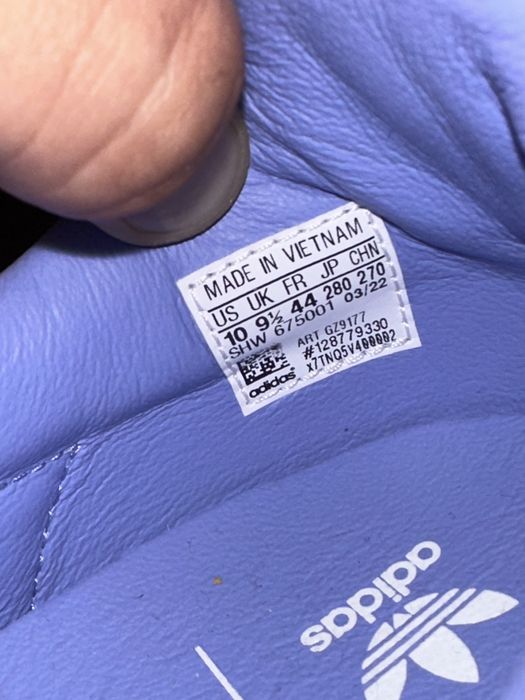 MADE IN VIETNAM
US UK FR JP CHN
10 9½ 44 280 270
SHW 675001 03/22
ART GZ9177
#128779330
X7TNO5V400002
adidas
adidas